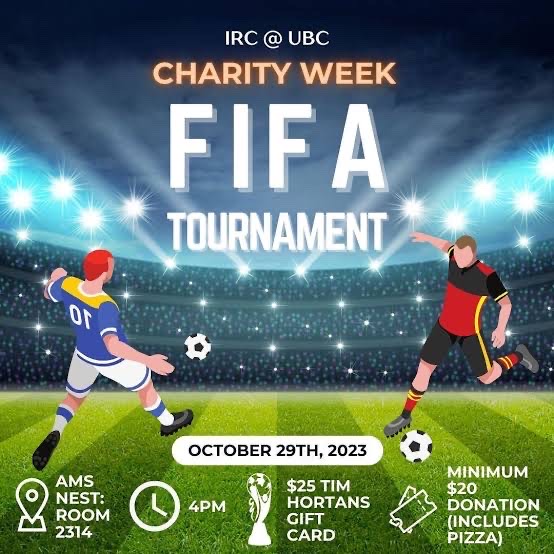 IRC @ UBC
CHARITY WEEK
FIFA
TOURNAMENT
10
OCTOBER 29TH, 2023
AMS
NEST:
ROOM
2314
4PM
$25 TIM
HORTANS
GIFT
CARD
MINIMUM
$20
DONATION
(INCLUDES
PIZZA)